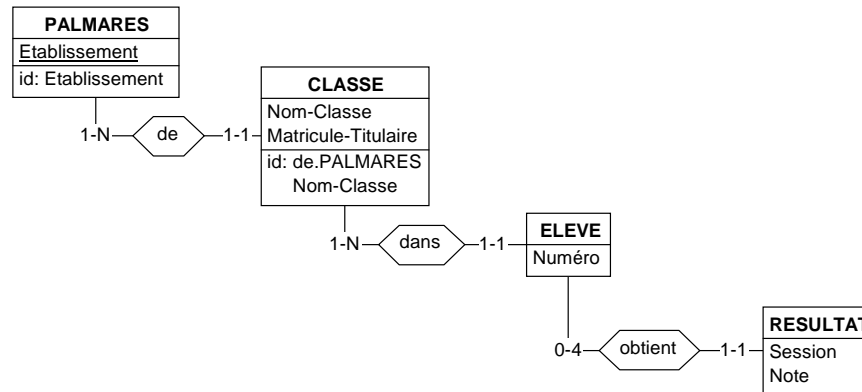 PALMARES
Etablissement
id: Etablissement
1-N
de
1-1
CLASSE
Nom-Classe
Matricule-Titulaire
id: de.PALMARES
Nom-Classe
1-N
dans
1-1
ELEVE
Numéro
0-4
obtient
1-1
RESULTAT
Session
Note